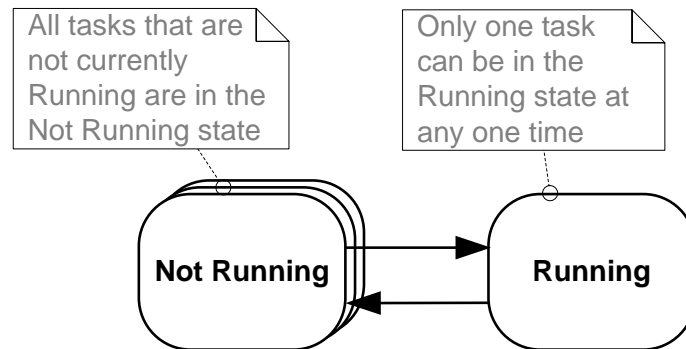 All tasks that are
not currently
Running are in the
Not Running state
Only one task
can be in the
Running state at
any one time
Not Running
Running